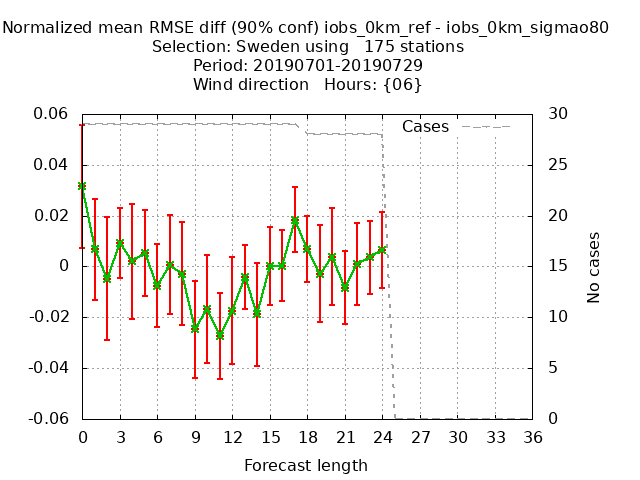 Normalized mean RMSE diff (90% conf) iobs_0km_ref - iobs_0km_sigmao80
Selection: Sweden using   175 stations
Period: 20190701-20190729
Wind direction   Hours: {06}
Cases
0.06
0.04
0.02
0
-0.02
-0.04
-0.06
30
25
20
15
10
5
0
No cases
0 3 6 9 12 15 18 21 24 27 30 33 36
Forecast length